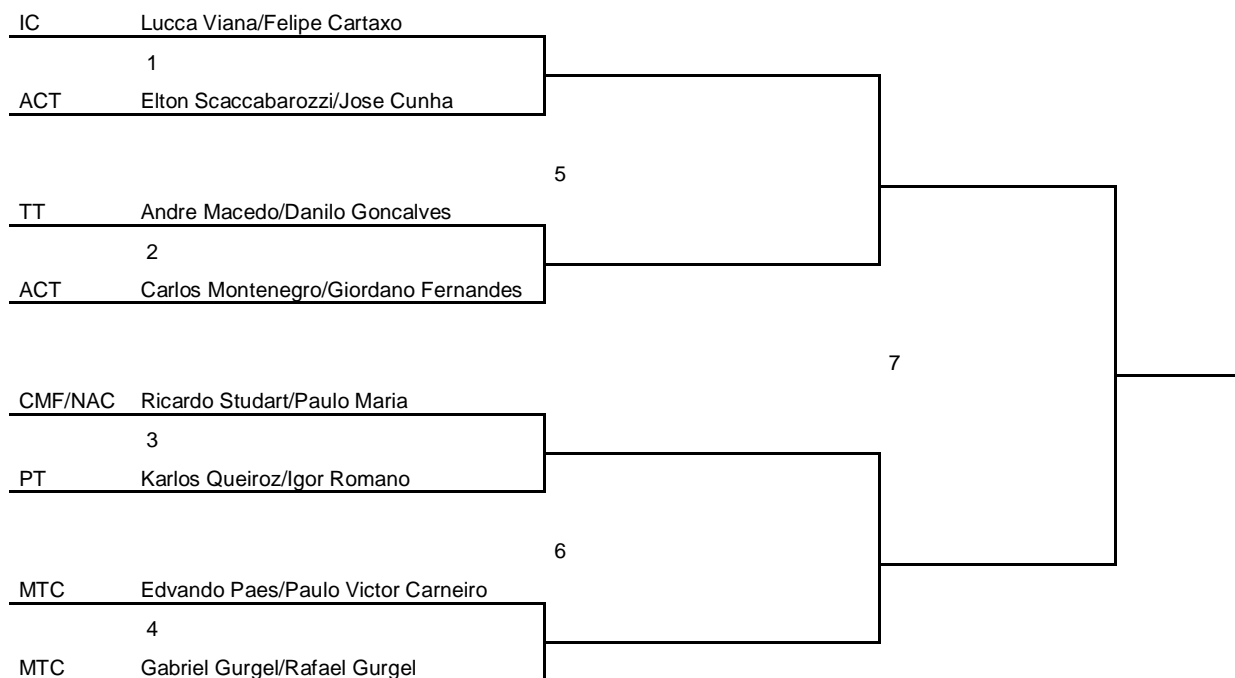 IC Lucca Viana/Felipe Cartaxo
1
ACT Elton Scaccabarozzi/Jose Cunha
5
TT Andre Macedo/Danilo Goncalves
2
ACT Carlos Montenegro/Giordano Fernandes
7
CMF/NAC Ricardo Studart/Paulo Maria
3
PT Karlos Queiroz/Igor Romano
6
MTC Edvando Paes/Paulo Victor Carneiro
4
MTC Gabriel Gurgel/Rafael Gurgel